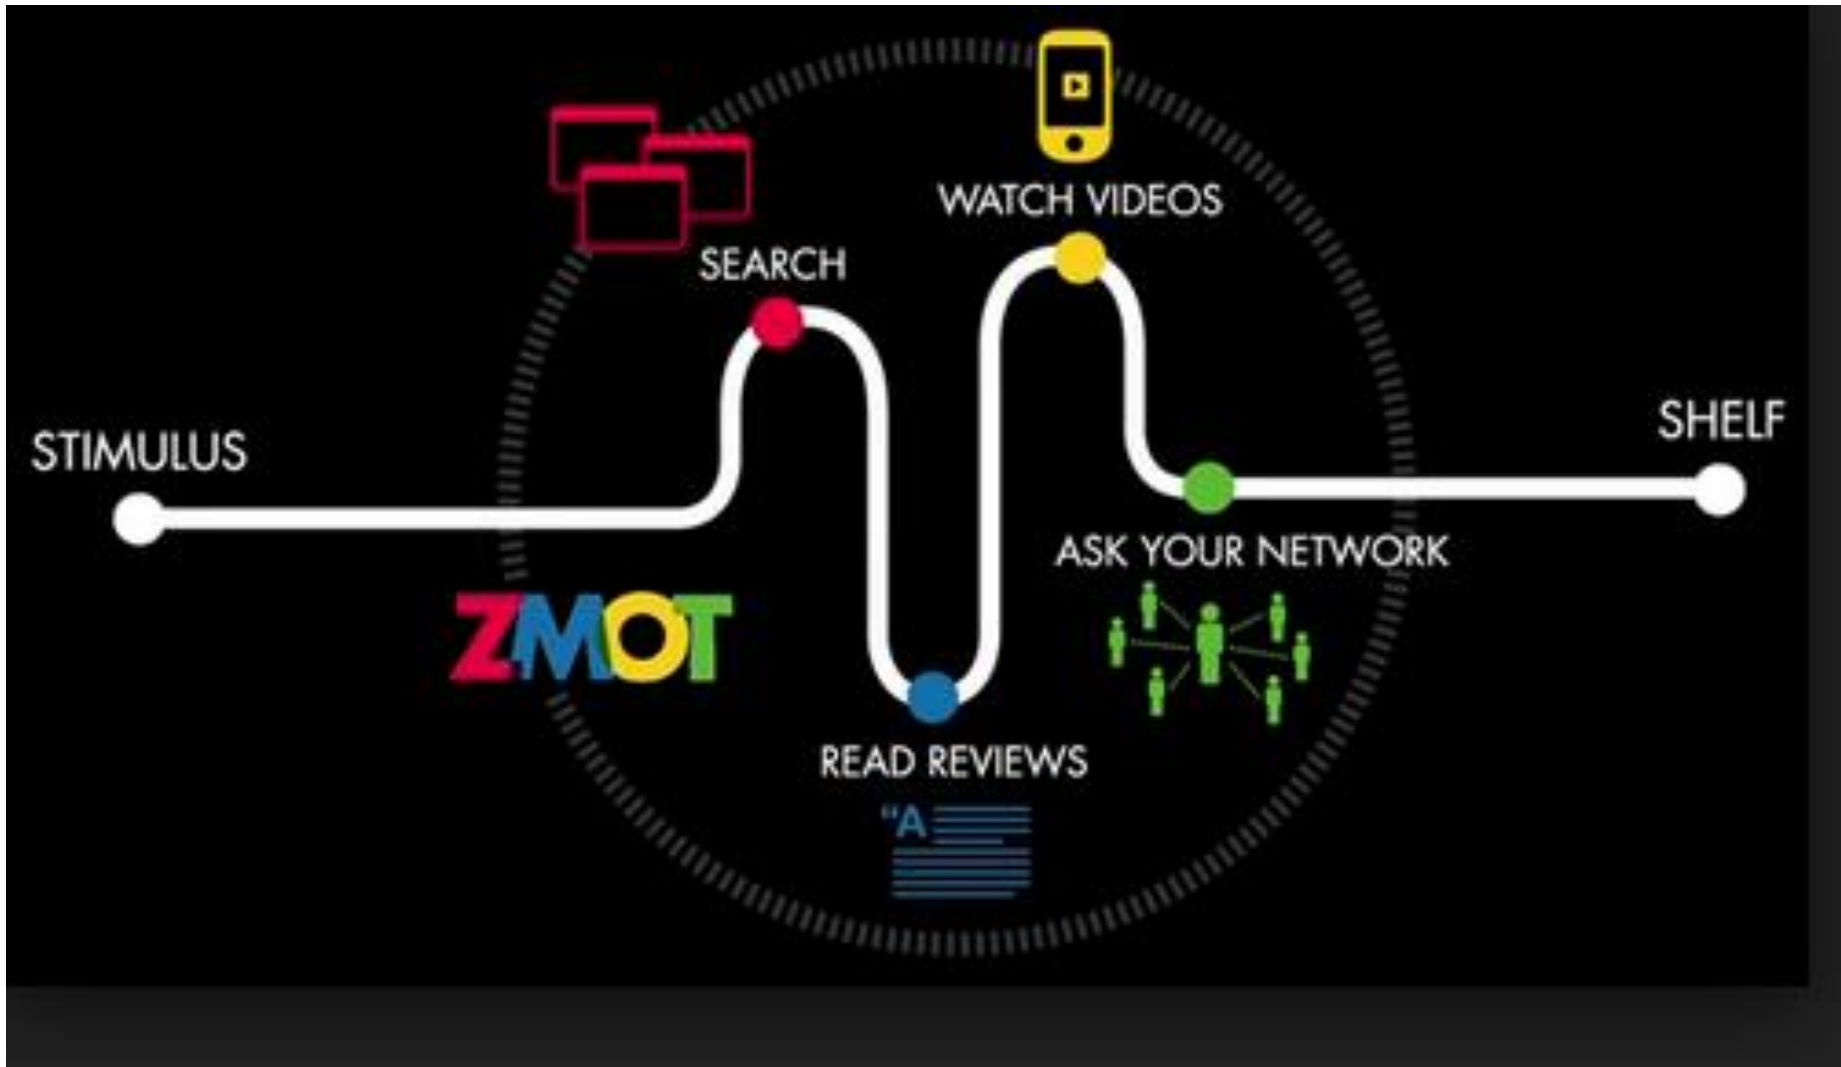 WATCH VIDEOS
SEARCH
STIMULUS
SHELF
ASK YOUR NETWORK
ZMOT
READ REVIEWS
“A